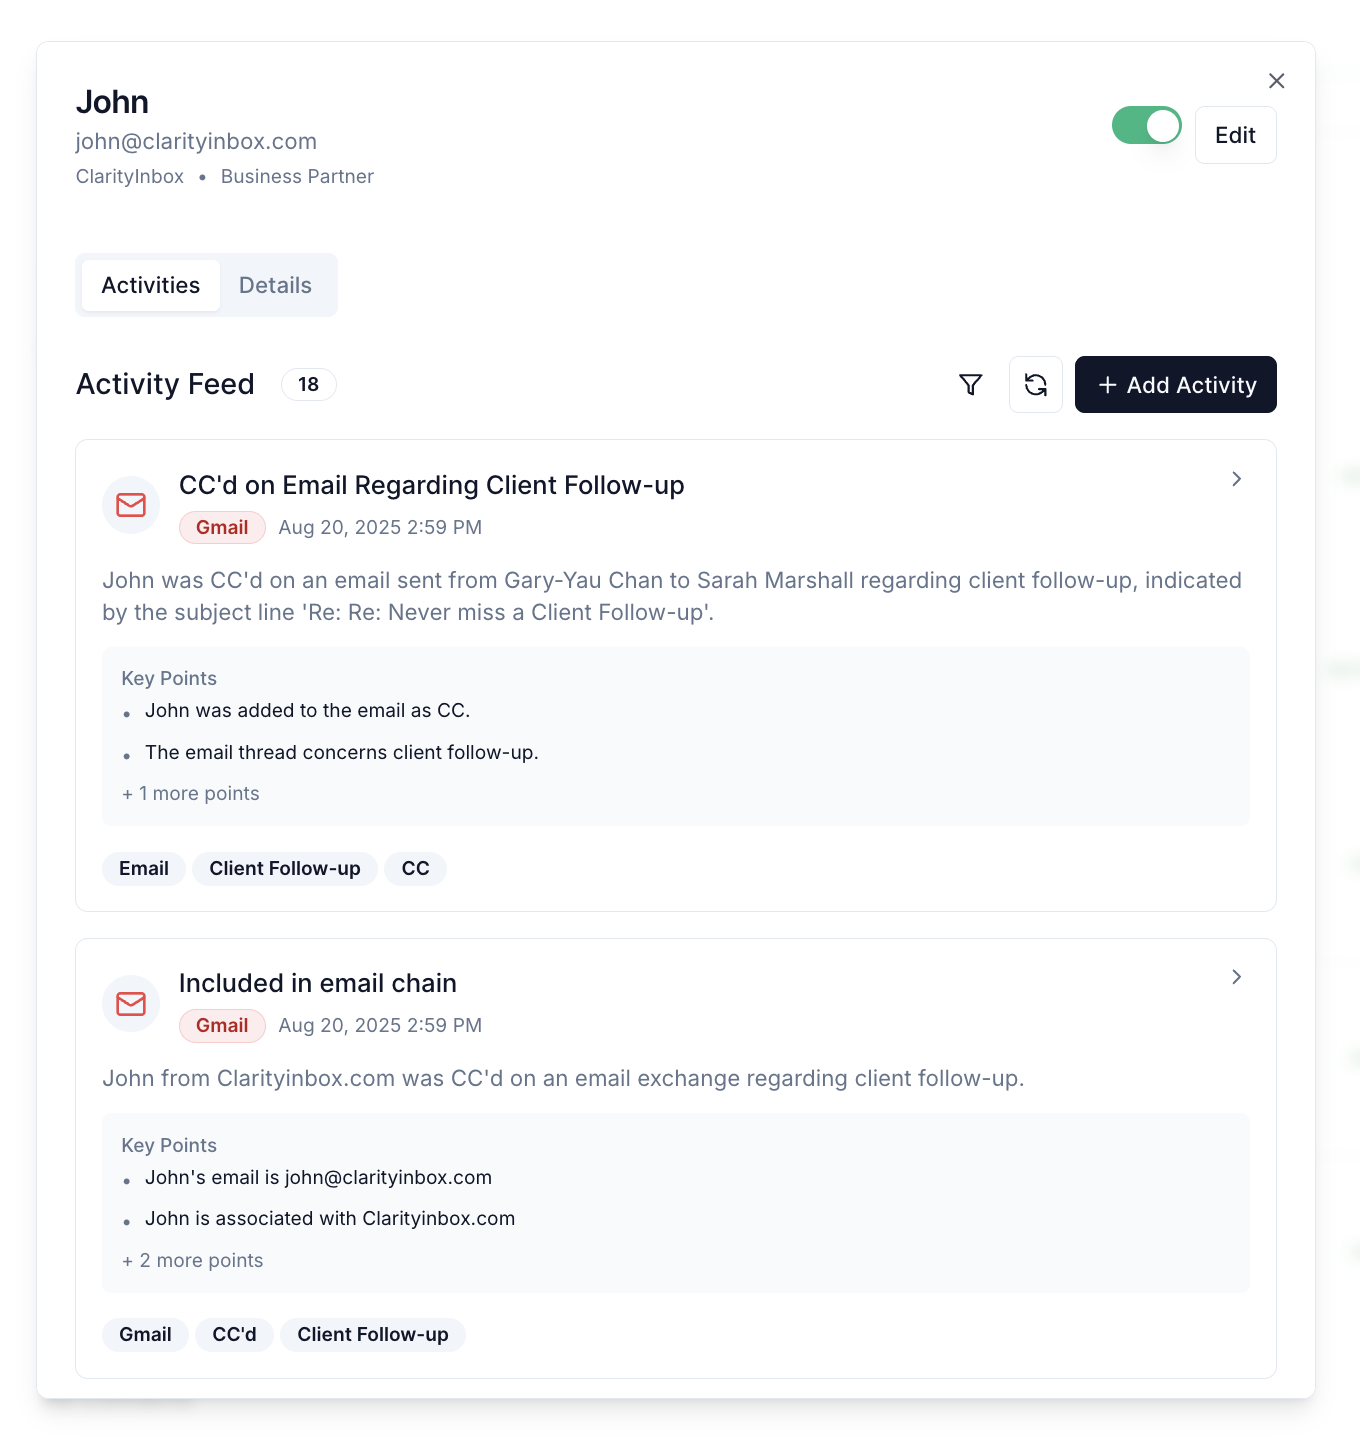 John
john@clarityinbox.com
ClarityInbox • Business Partner
Edit
Activities Details
Activity Feed 18
+ Add Activity
CC'd on Email Regarding Client Follow-up
Gmail Aug 20, 2025 2:59 PM
John was CC'd on an email sent from Gary-Yau Chan to Sarah Marshall regarding client follow-up, indicated
by the subject line 'Re: Re: Never miss a Client Follow-up'.
Key Points
• John was added to the email as CC.
• The email thread concerns client follow-up.
+ 1 more points
Email Client Follow-up CC
Included in email chain
Gmail Aug 20, 2025 2:59 PM
John from Clarityinbox.com was CC'd on an email exchange regarding client follow-up.
Key Points
• John's email is john@clarityinbox.com
• John is associated with Clarityinbox.com
+ 2 more points
Gmail CC'd Client Follow-up